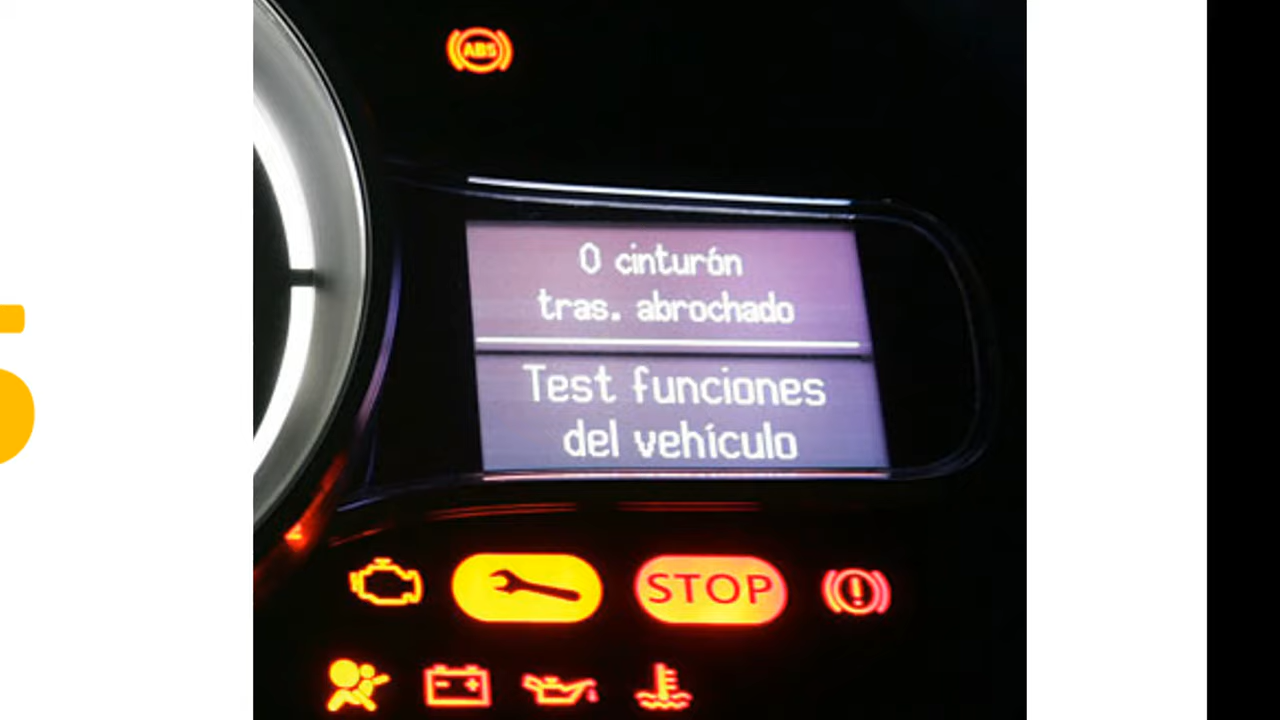 ABS
0 cinturón
tras. abrochado
Test funciones
del vehículo
STOP